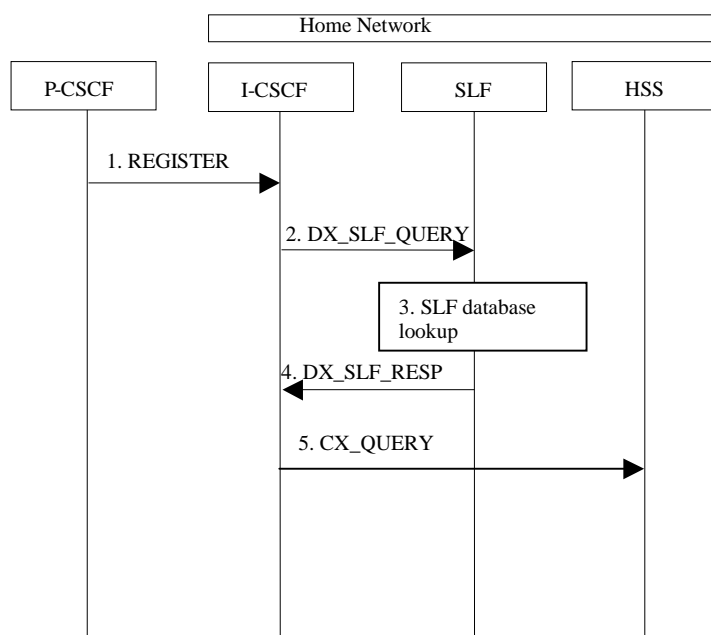 Home Network
P-CSCF
I-CSCF
SLF
HSS
1. REGISTER
2. DX_SLF_QUERY
3. SLF database
lookup
4. DX_SLF_RESP
5. CX_QUERY